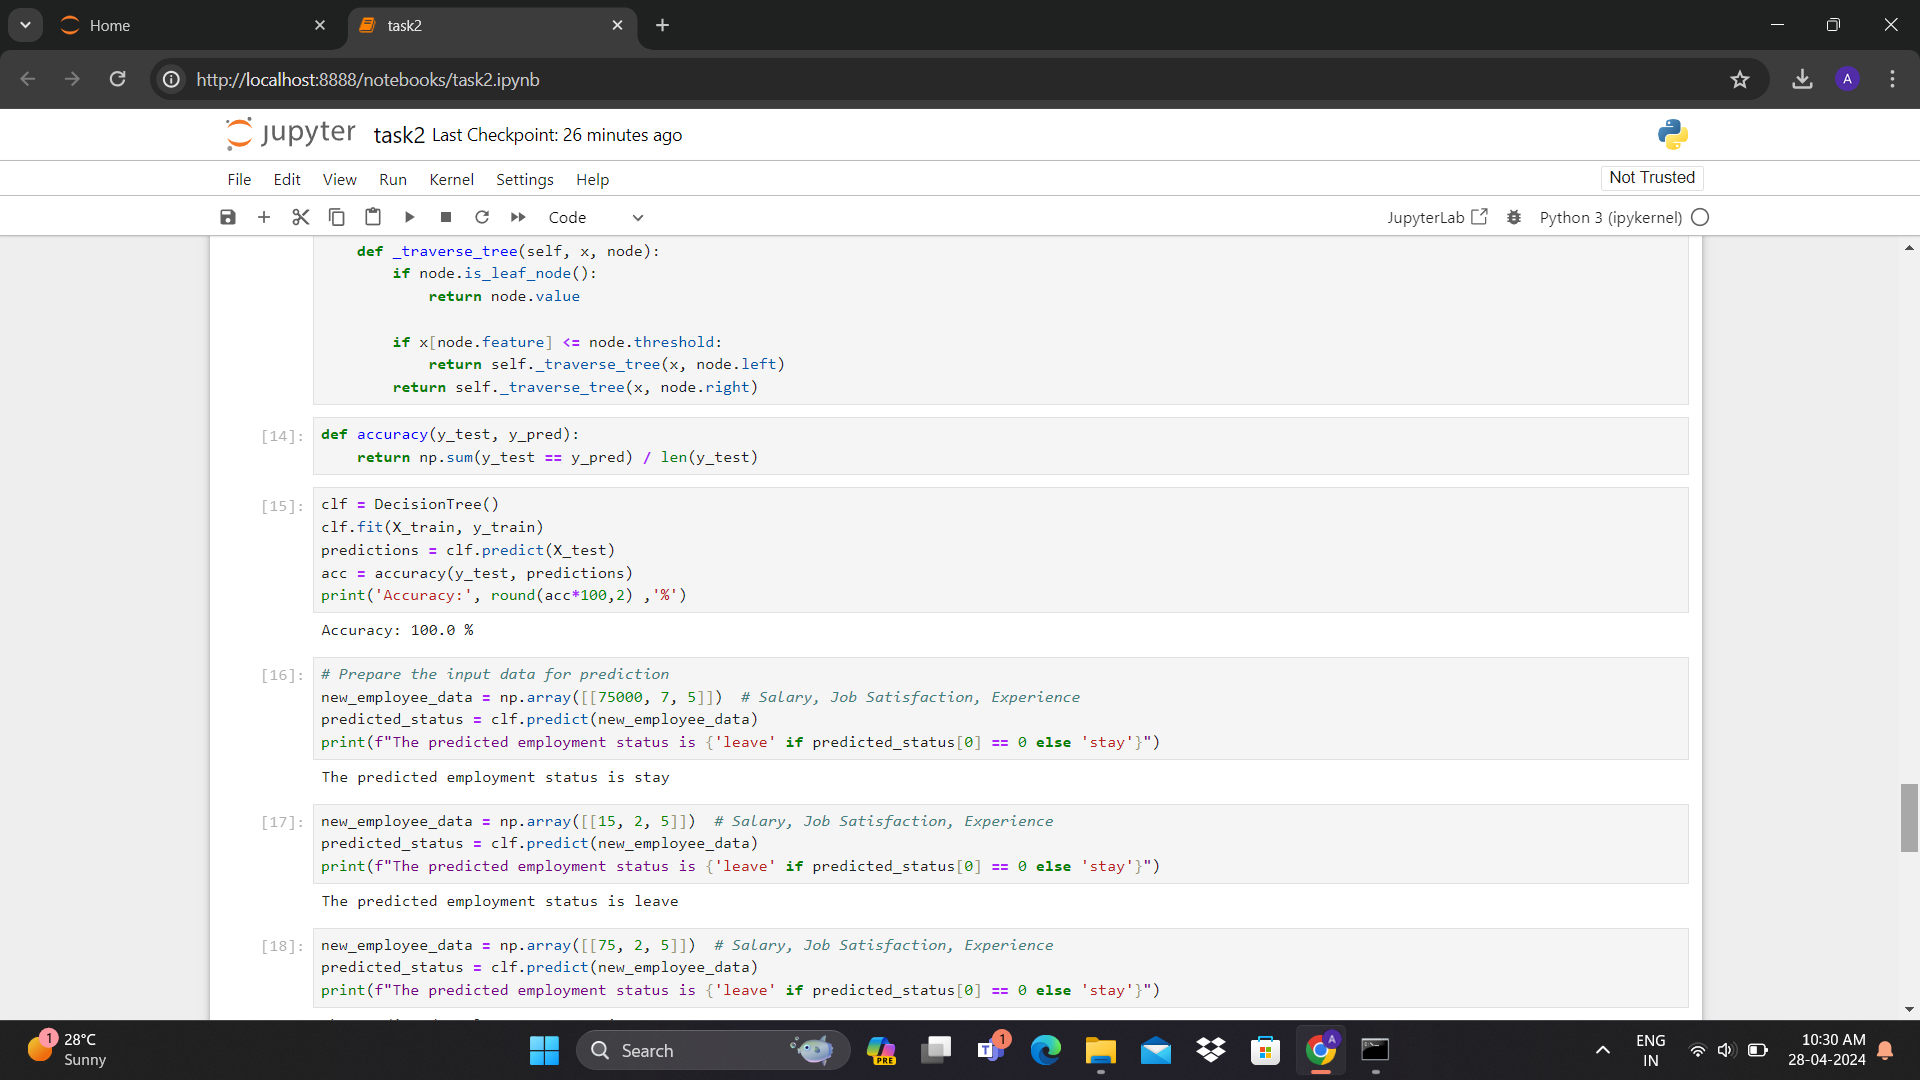 Home
task2
http://localhost:8888/notebooks/task2.ipynb
A
jupyter task2 Last Checkpoint: 26 minutes ago
File Edit View Run Kernel Settings Help
Not Trusted
Code
JupyterLab
Python 3 (ipykernel)
def _traverse_tree(self, x, node):
if node.is_leaf_node():
return node.value
if x[node.feature] <= node.threshold:
return self._traverse_tree(x, node.left)
return self._traverse_tree(x, node.right)
[14]: def accuracy(y_test, y_pred):
return np.sum(y_test == y_pred) / len(y_test)
[15]: clf = DecisionTree()
clf.fit(X_train, y_train)
predictions = clf.predict(X_test)
acc = accuracy(y_test, predictions)
print('Accuracy:', round(acc*100,2) ,'%')
Accuracy: 100.0 %
[16]: # Prepare the input data for prediction
new_employee_data = np.array([[75000, 7, 5]])  # Salary, Job Satisfaction, Experience
predicted_status = clf.predict(new_employee_data)
print(f"The predicted employment status is {'leave' if predicted_status[0] == 0 else 'stay'}")
The predicted employment status is stay
[17]: new_employee_data = np.array([[15, 2, 5]])  # Salary, Job Satisfaction, Experience
predicted_status = clf.predict(new_employee_data)
print(f"The predicted employment status is {'leave' if predicted_status[0] == 0 else 'stay'}")
The predicted employment status is leave
[18]: new_employee_data = np.array([[75, 2, 5]])  # Salary, Job Satisfaction, Experience
predicted_status = clf.predict(new_employee_data)
print(f"The predicted employment status is {'leave' if predicted_status[0] == 0 else 'stay'}")
1
28°C
Sunny
Search
PRE
1
A
ENG
IN
10:30 AM
28-04-2024